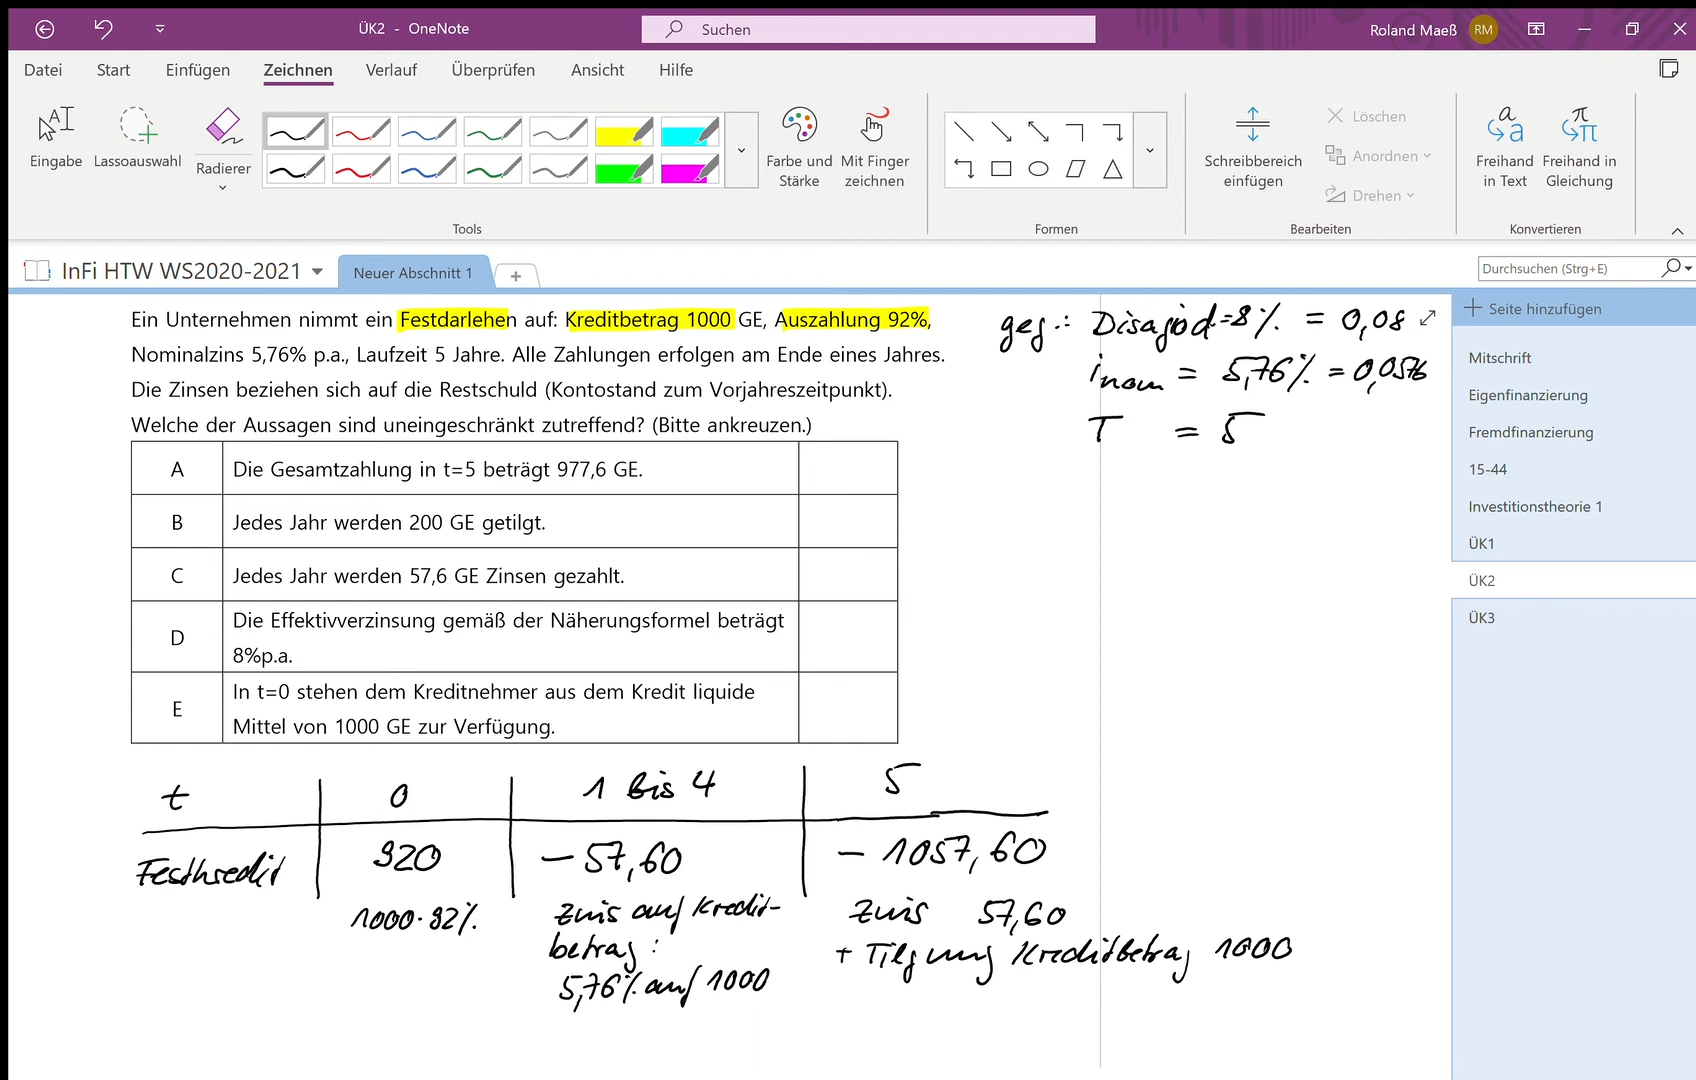 ÜK2 - OneNote
Suchen
Roland Maeß
RM
Datei Start Einfügen Zeichnen Verlauf Überprüfen Ansicht Hilfe
Eingabe
Lassoauswahl
Radierer
Farbe und Stärke
Mit Finger zeichnen
Schreibbereich einfügen
Löschen
Anordnen
Drehen
Freihand in Text
Freihand in Gleichung
Tools
Formen
Bearbeiten
Konvertieren
InFi HTW WS2020-2021
Neuer Abschnitt 1
Durchsuchen (Strg+E)
Ein Unternehmen nimmt ein Festdarlehen auf: Kreditbetrag 1000 GE, Auszahlung 92%,
Nominalzins 5,76% p.a., Laufzeit 5 Jahre. Alle Zahlungen erfolgen am Ende eines Jahres.
Die Zinsen beziehen sich auf die Restschuld (Kontostand zum Vorjahreszeitpunkt).
Welche der Aussagen sind uneingeschränkt zutreffend? (Bitte ankreuzen.)
A Die Gesamtzahlung in t=5 beträgt 977,6 GE.
B Jedes Jahr werden 200 GE getilgt.
C Jedes Jahr werden 57,6 GE Zinsen gezahlt.
D Die Effektivverzinsung gemäß der Näherungsformel beträgt
8%p.a.
E In t=0 stehen dem Kreditnehmer aus dem Kredit liquide
Mittel von 1000 GE zur Verfügung.
geg.: = 8% = 0,08
inom = 5,76% = 0,0576
T = 5
t 0 1 bis 4 5
Festkredit 920 - 57,60 - 1057,60
1000 · 92%
Zins auf Kredit-
betrag:
5,76% auf 1000
Zins 57,60
+ Tilgung Kreditbetrag 1000
Seite hinzufügen
Mitschrift
Eigenfinanzierung
Fremdfinanzierung
15-44
Investitionstheorie 1
ÜK1
ÜK2
ÜK3